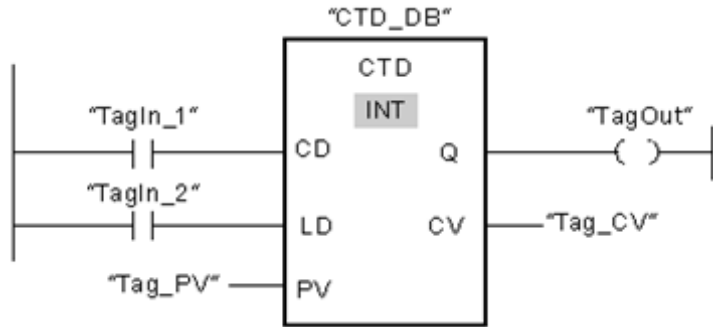 "CTD_DB"
CTD
INT
"TagIn_1"
"TagOut"
CD
Q
"TagIn_2"
LD
CV
"Tag_CV"
"Tag_PV"
PV